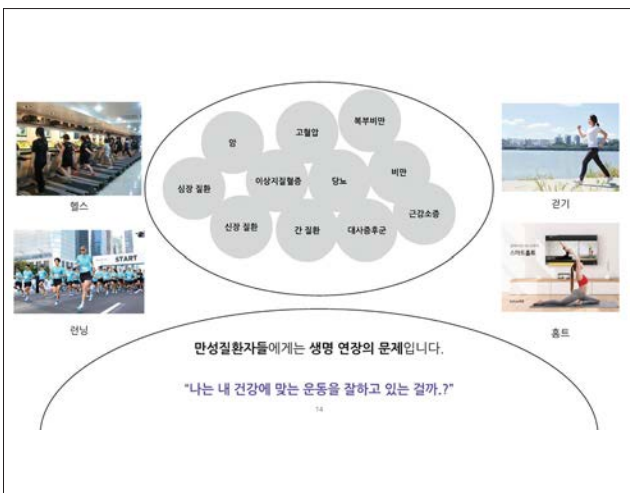 복부비만
고혈압
암
비만
이상지질혈증
당뇨
심장 질환
근감소증
신장 질환
간 질환
대사증후군
헬스
걷기
START
스마트홈트
런닝
홈트
만성질환자들에게는 생명 연장의 문제입니다.
"나는 내 건강에 맞는 운동을 잘하고 있는 걸까.?"
14